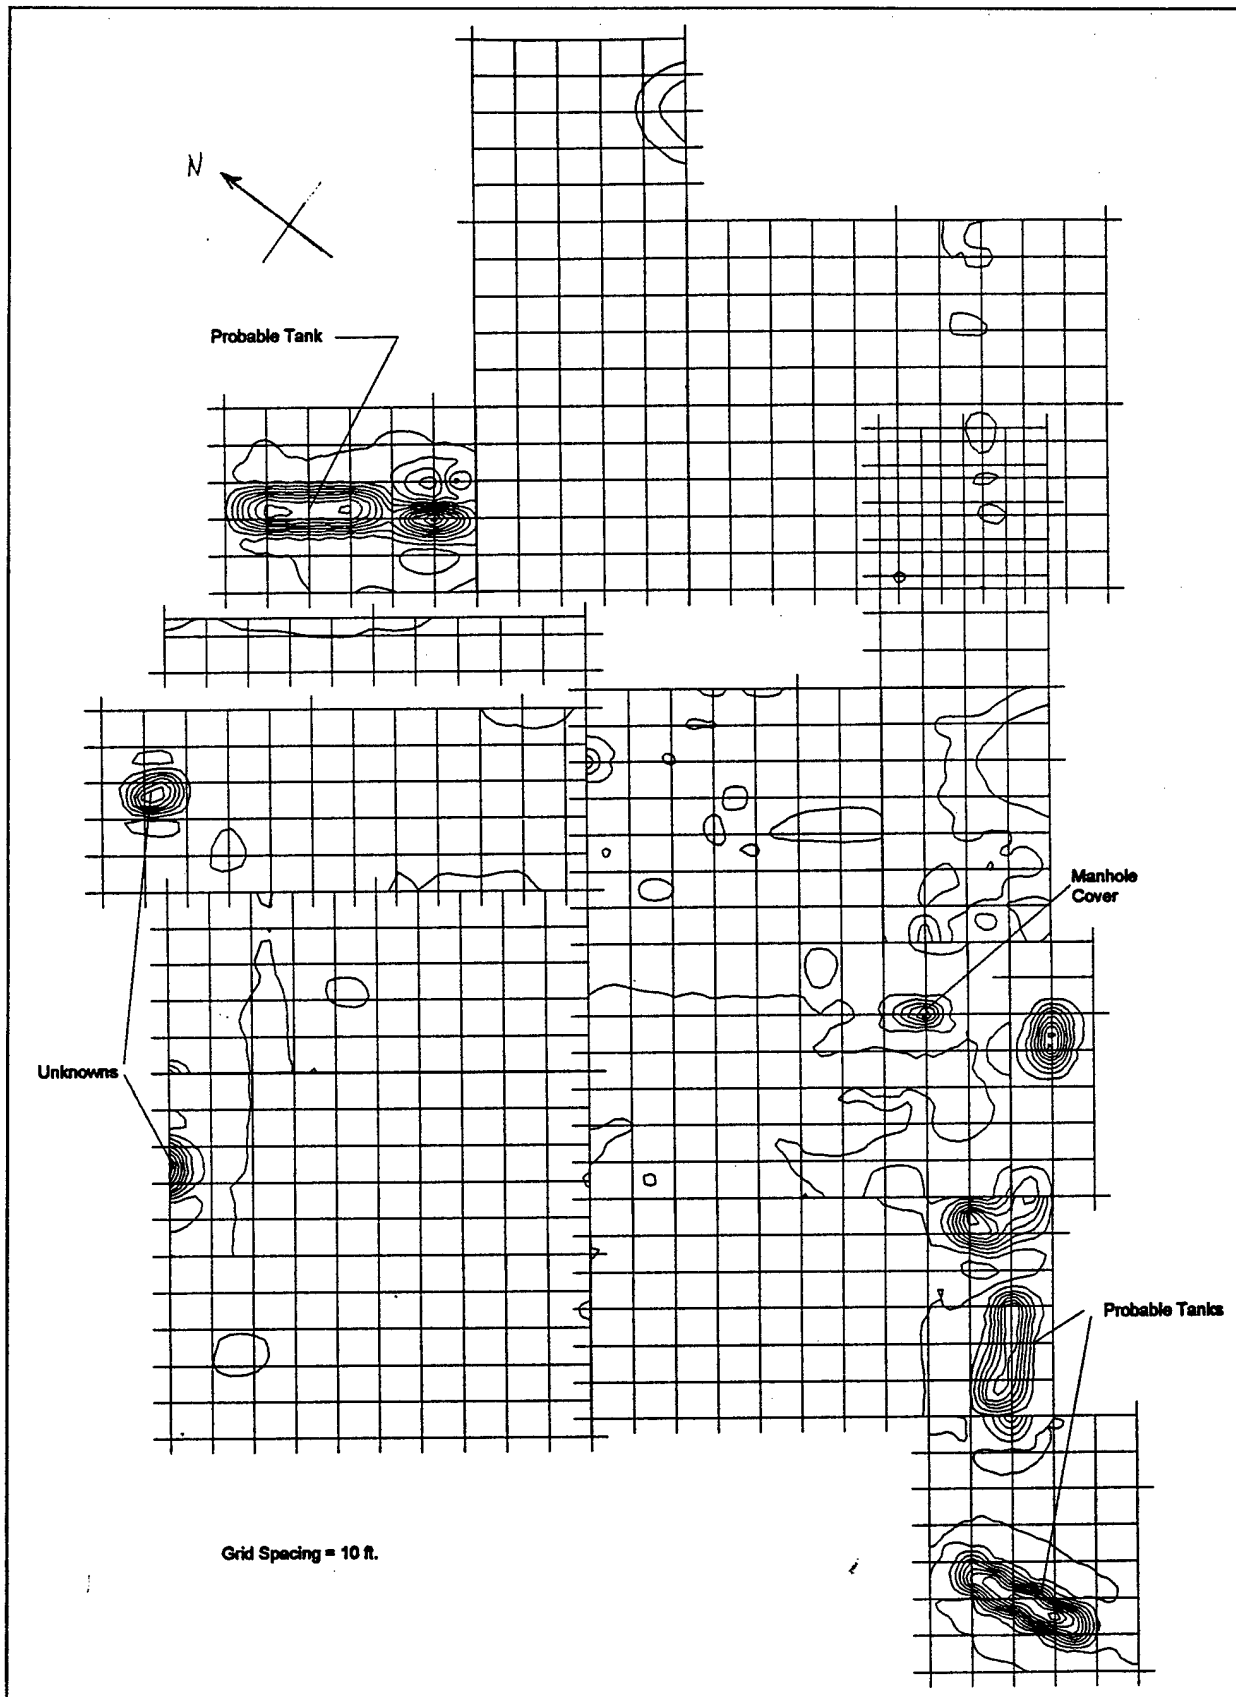 N
Probable Tank
Manhole
Cover
Unknowns
Probable Tanks
Grid Spacing = 10 ft.